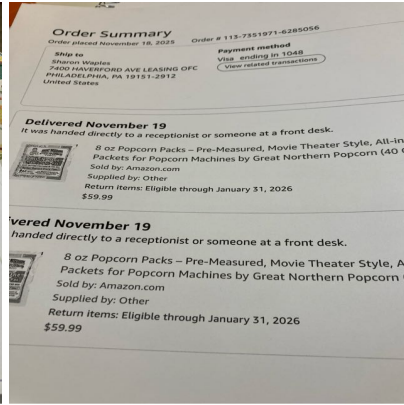 Order Summary
Order placed November 18, 2025
Order # 113-7351971-6285056
Ship to
Sharon Waples
7400 HAVERFORD AVE LEASING OFC
PHILADELPHIA, PA 19151-2912
United States
Payment method
Visa ending in 1048
View related transactions
Delivered November 19
It was handed directly to a receptionist or someone at a front desk.
8 oz Popcorn Packs – Pre-Measured, Movie Theater Style, All-in
Packets for Popcorn Machines by Great Northern Popcorn (40
Sold by: Amazon.com
Supplied by: Other
Return items: Eligible through January 31, 2026
$59.99
vered November 19
handed directly to a receptionist or someone at a front desk.
8 oz Popcorn Packs – Pre-Measured, Movie Theater Style, A
Packets for Popcorn Machines by Great Northern Popcorn
Sold by: Amazon.com
Supplied by: Other
Return items: Eligible through January 31, 2026
$59.99